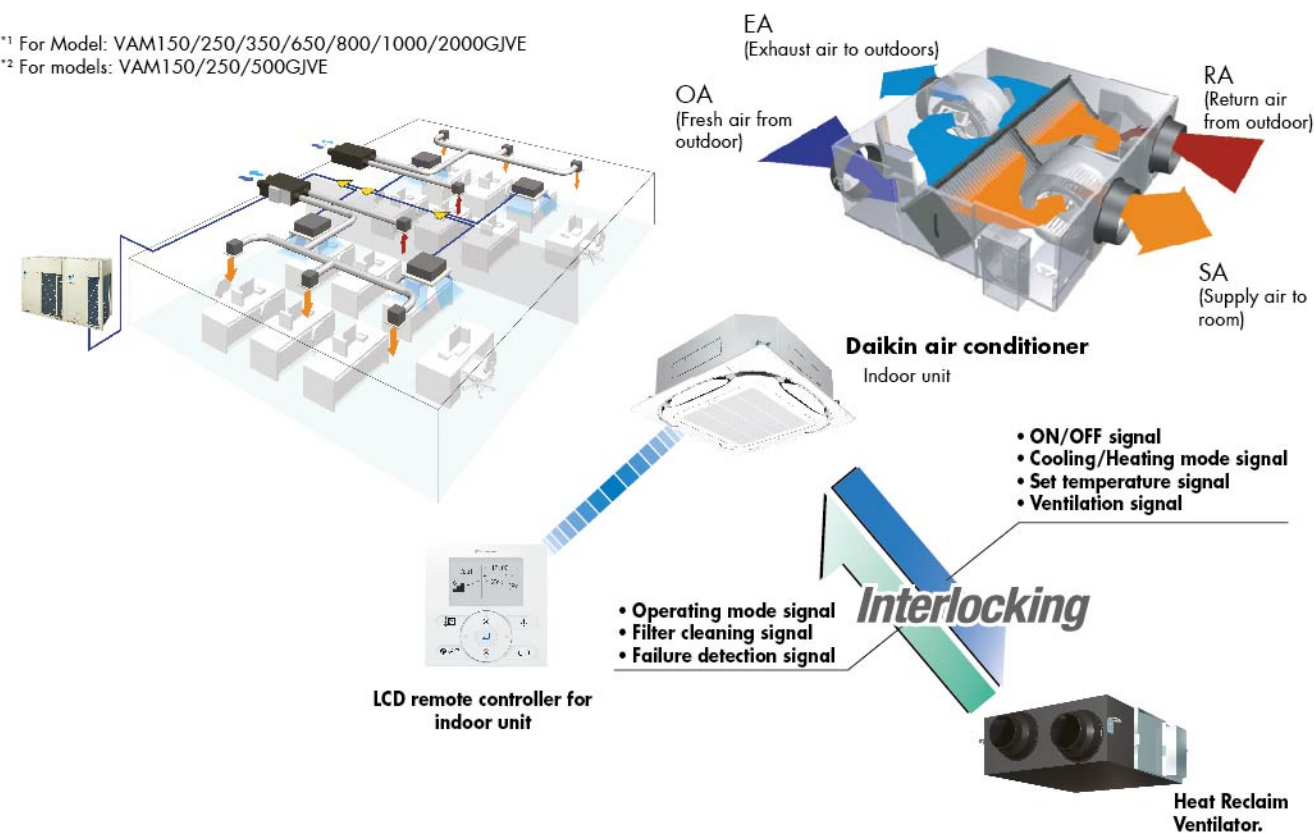 *1 For Model: VAM150/250/350/650/800/1000/2000GJVE
*2 For models: VAM150/250/500GJVE
EA
(Exhaust air to outdoors)
OA
(Fresh air from
outdoor)
RA
(Return air
from outdoor)
SA
(Supply air to
room)
Daikin air conditioner
Indoor unit
• ON/OFF signal
• Cooling/Heating mode signal
• Set temperature signal
• Ventilation signal
Interlocking
• Operating mode signal
• Filter cleaning signal
• Failure detection signal
LCD remote controller for
indoor unit
Heat Reclaim
Ventilator.